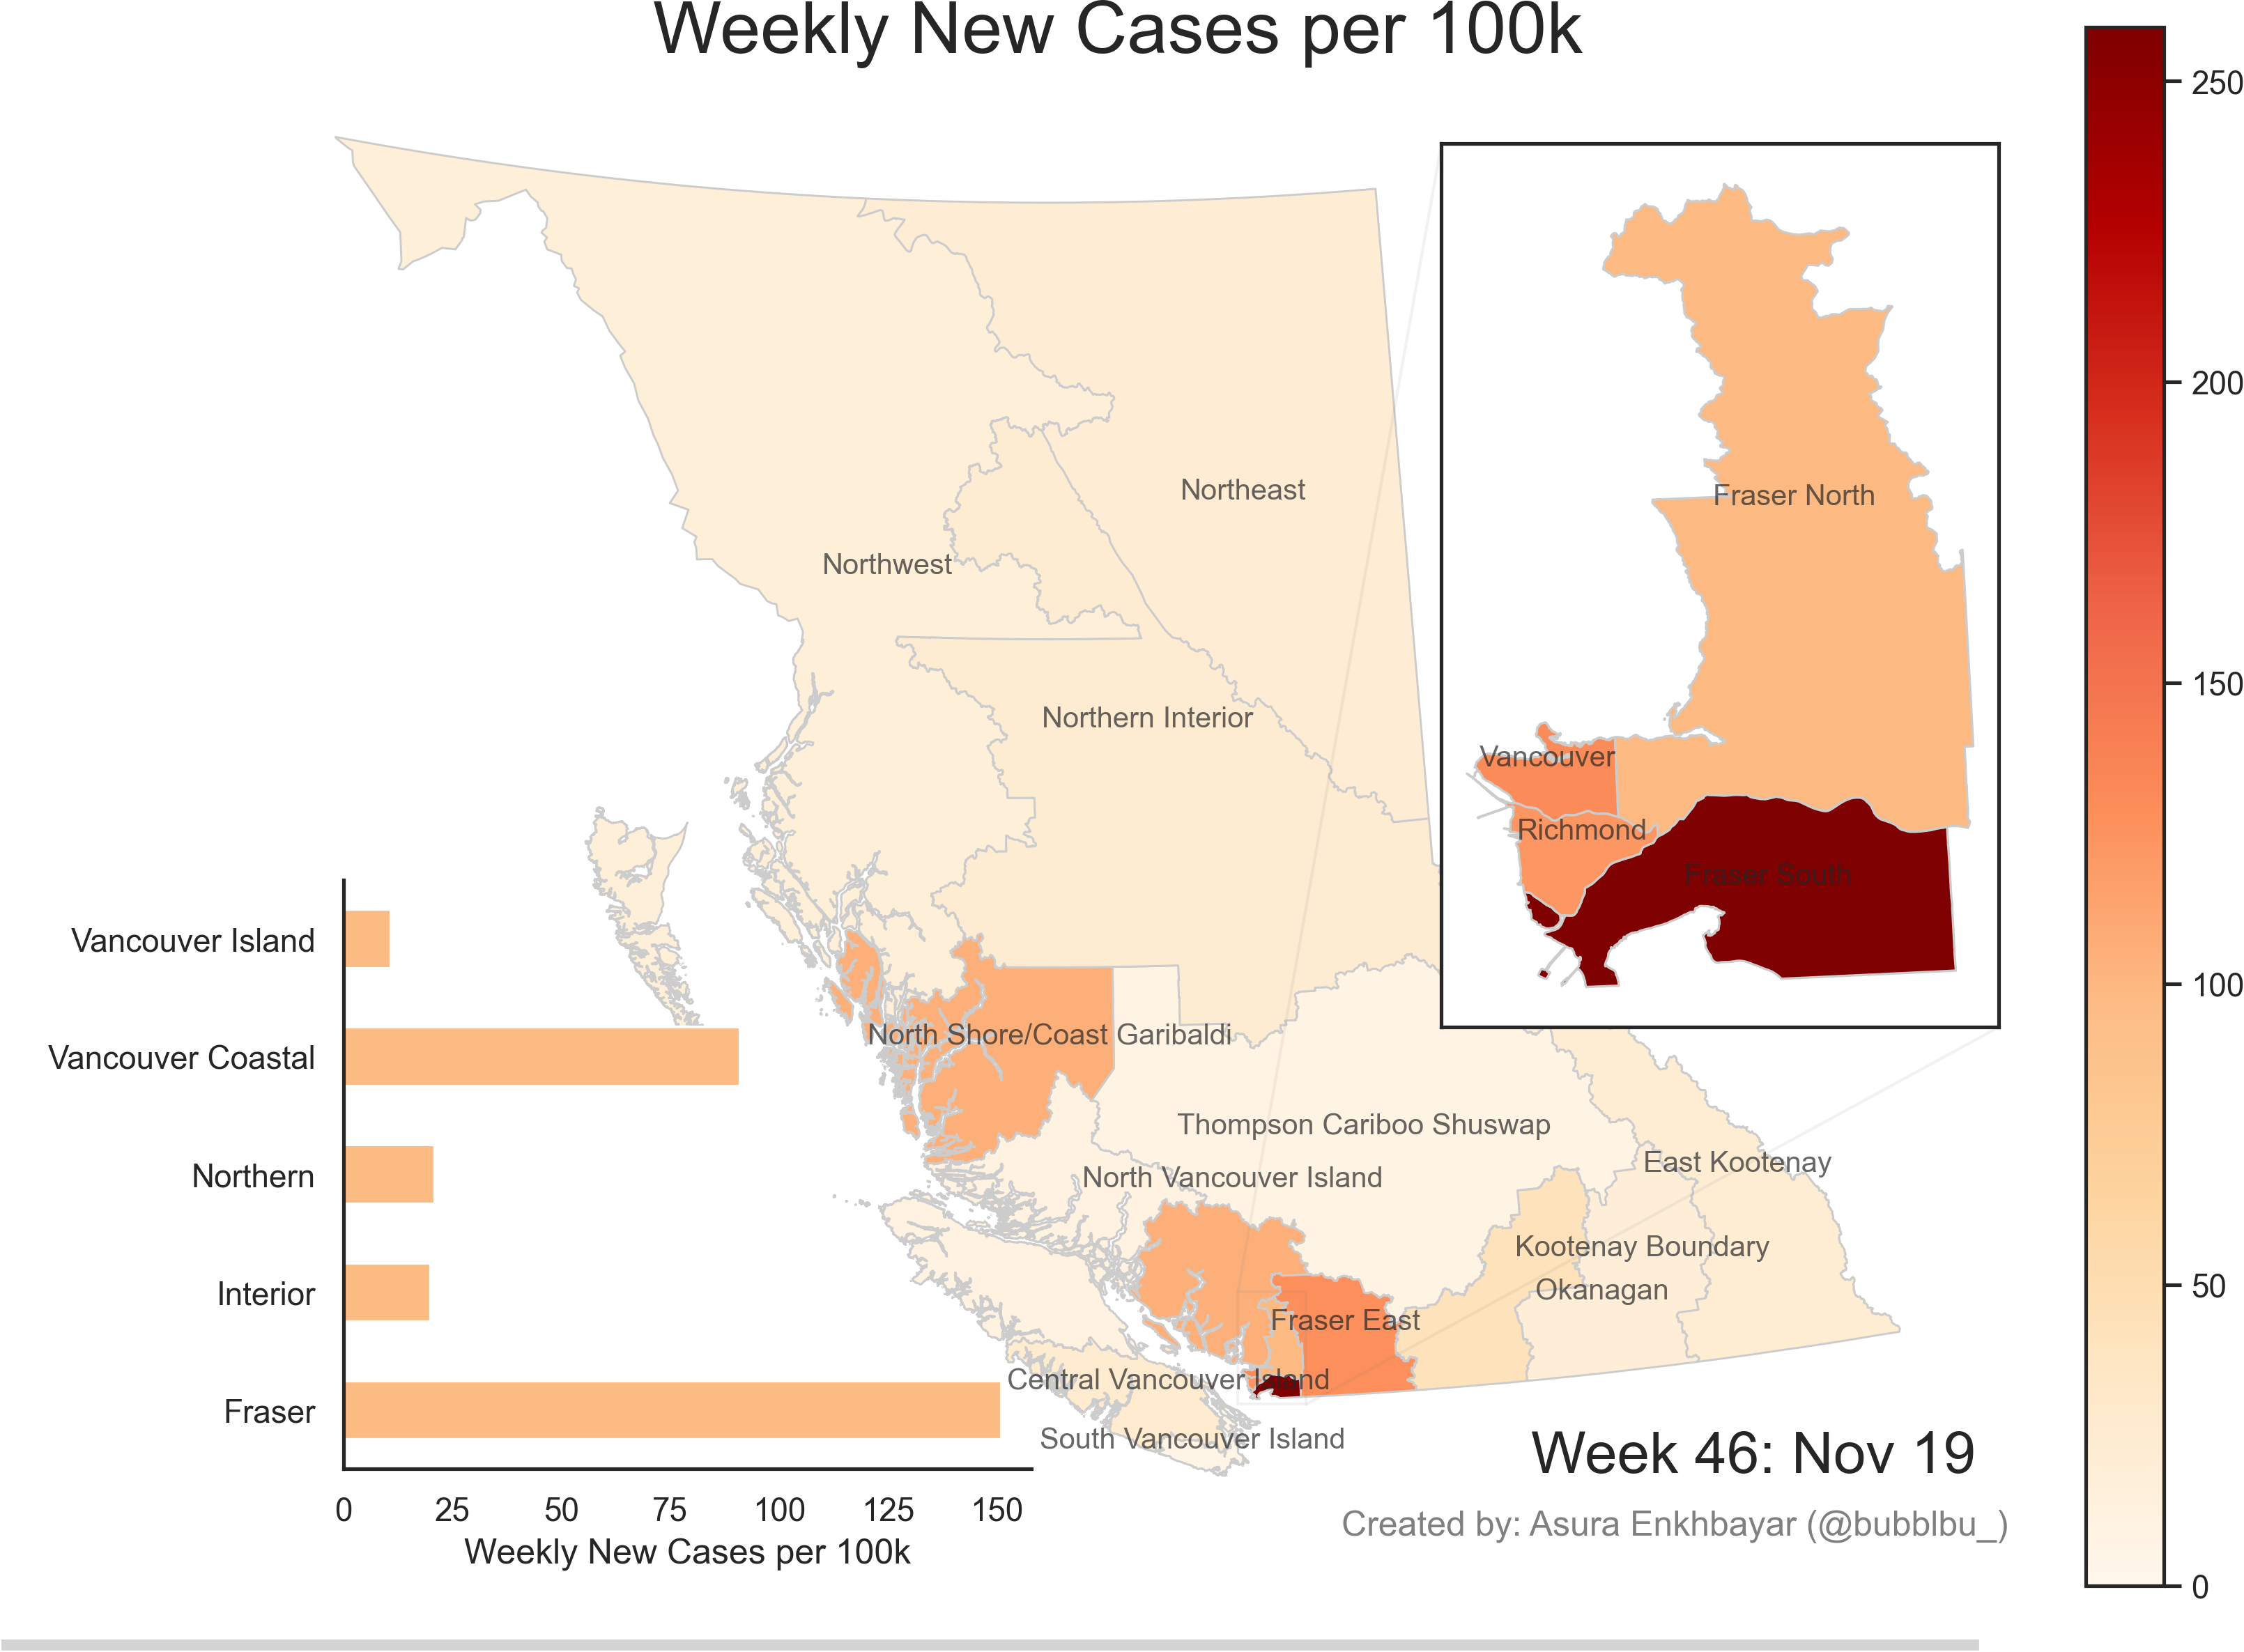 Weekly New Cases per 100k
250
200
150
100
50
0
Northeast
Northwest
Northern Interior
North Shore/Coast Garibaldi
Thompson Cariboo Shuswap
North Vancouver Island
East Kootenay
Kootenay Boundary
Okanagan
Fraser East
Central Vancouver Island
South Vancouver Island
Fraser North
Vancouver
Richmond
Fraser South
Vancouver Island
Vancouver Coastal
Northern
Interior
Fraser
0 25 50 75 100 125 150
Weekly New Cases per 100k
Week 46: Nov 19
Created by: Asura Enkhbayar (@bubblbu_)